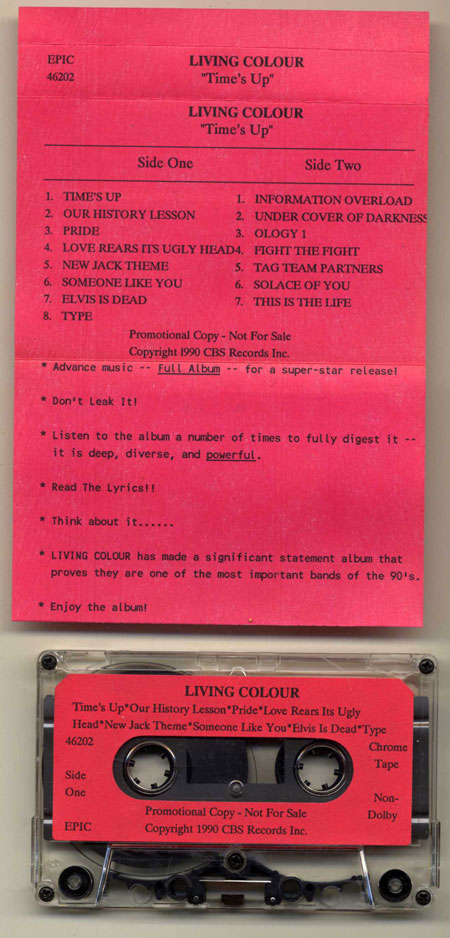 EPIC LIVING COLOUR
46202 "Time's Up"
LIVING COLOUR
"Time's Up"
Side One Side Two
1. TIME'S UP
2. OUR HISTORY LESSON
3. PRIDE
4. LOVE REARS ITS UGLY HEAD
5. NEW JACK THEME
6. SOMEONE LIKE YOU
7. ELVIS IS DEAD
8. TYPE
1. INFORMATION OVERLOAD
2. UNDER COVER OF DARKNESS
3. OLOGY 1
4. FIGHT THE FIGHT
5. TAG TEAM PARTNERS
6. SOLACE OF YOU
7. THIS IS THE LIFE
Promotional Copy - Not For Sale
Copyright 1990 CBS Records Inc.
* Advance music -- Full Album -- for a super-star release!
* Don't Leak It!
* Listen to the album a number of times to fully digest it --
it is deep, diverse, and powerful.
* Read The Lyrics!!
* Think about it......
* LIVING COLOUR has made a significant statement album that
proves they are one of the most important bands of the 90's.
* Enjoy the album!
LIVING COLOUR
Time's Up*Our History Lesson*Pride*Love Rears Its Ugly
Head*New Jack Theme*Someone Like You*Elvis Is Dead*Type
46202
Side
One
EPIC
Chrome
Tape
Non-
Dolby
Promotional Copy - Not For Sale
Copyright 1990 CBS Records Inc.